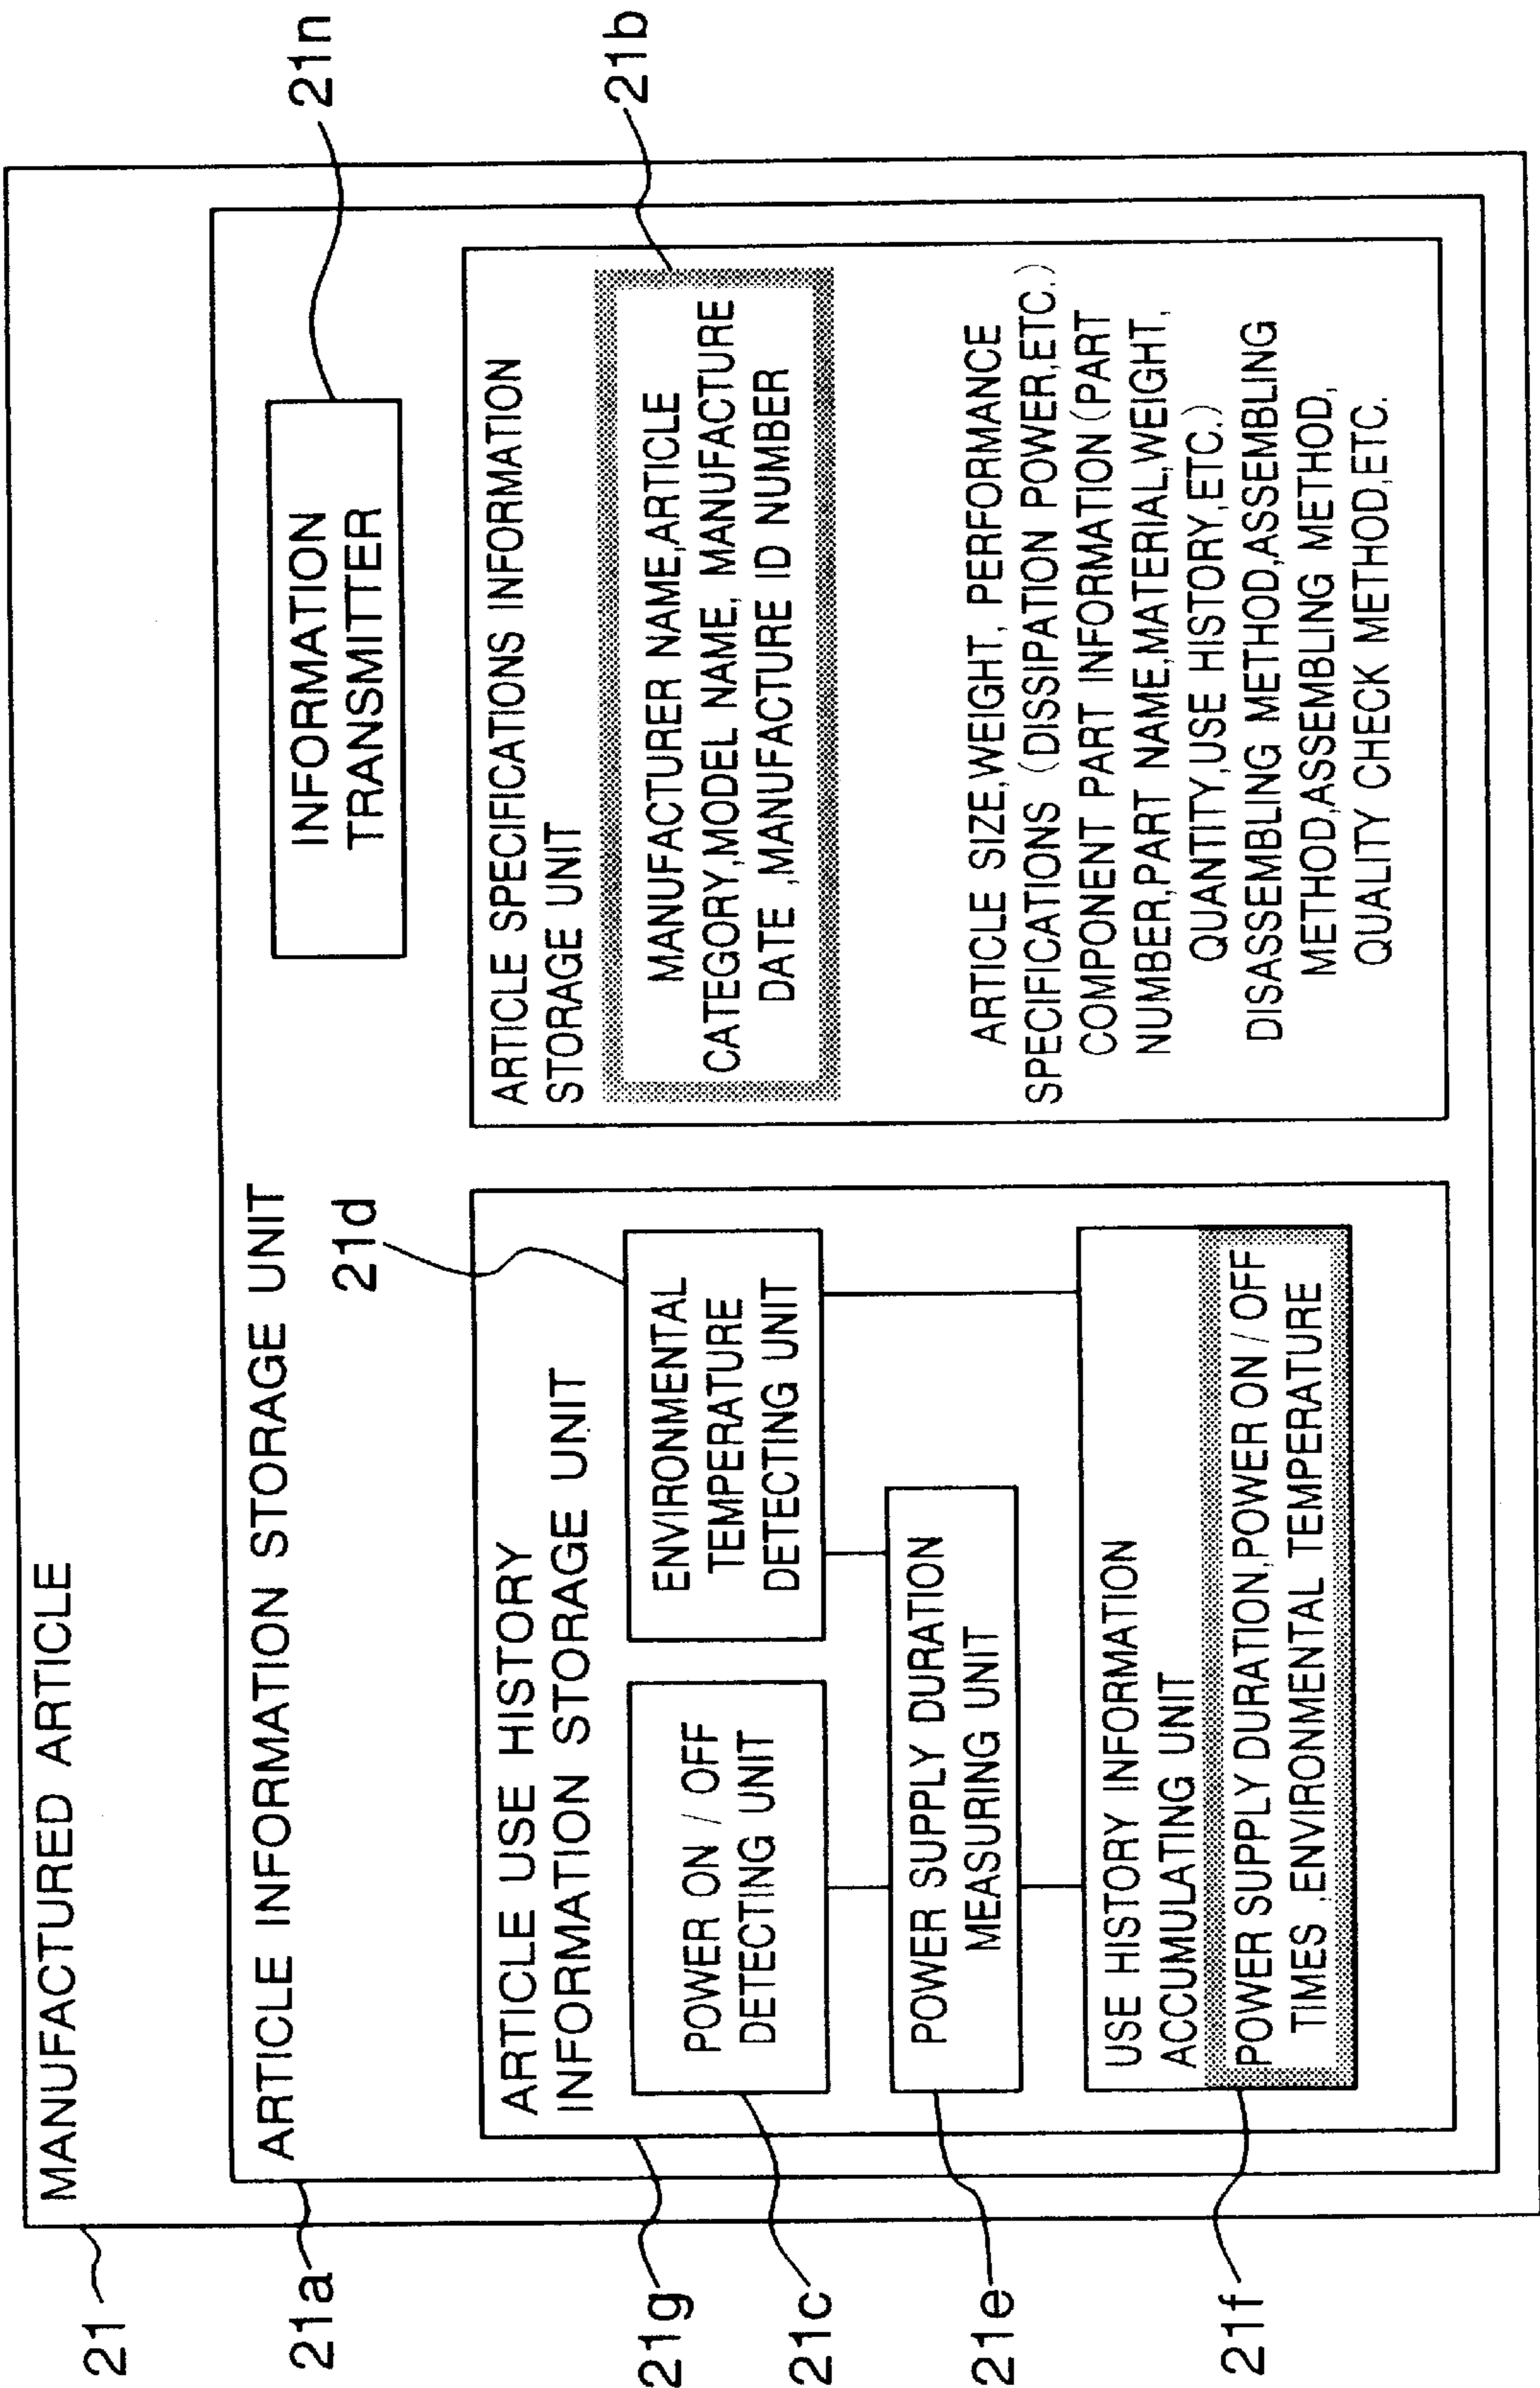 MANUFACTURED ARTICLE
21
ARTICLE INFORMATION STORAGE UNIT
21a
INFORMATION
TRANSMITTER
21n
ARTICLE USE HISTORY
INFORMATION STORAGE UNIT
21g
21d
POWER ON / OFF
DETECTING UNIT
21c
ENVIRONMENTAL
TEMPERATURE
DETECTING UNIT
POWER SUPPLY DURATION
MEASURING UNIT
21e
USE HISTORY INFORMATION
ACCUMULATING UNIT
POWER SUPPLY DURATION,POWER ON / OFF
TIMES ,ENVIRONMENTAL TEMPERATURE
21f
ARTICLE SPECIFICATIONS INFORMATION
STORAGE UNIT
21b
MANUFACTURER NAME,ARTICLE
CATEGORY,MODEL NAME, MANUFACTURE
DATE ,MANUFACTURE ID NUMBER
ARTICLE SIZE,WEIGHT, PERFORMANCE
SPECIFICATIONS (DISSIPATION POWER,ETC.)
COMPONENT PART INFORMATION (PART
NUMBER,PART NAME,MATERIAL,WEIGHT,
QUANTITY,USE HISTORY,ETC.)
DISASSEMBLING METHOD,ASSEMBLING
METHOD,ASSEMBLING METHOD,
QUALITY CHECK METHOD,ETC.